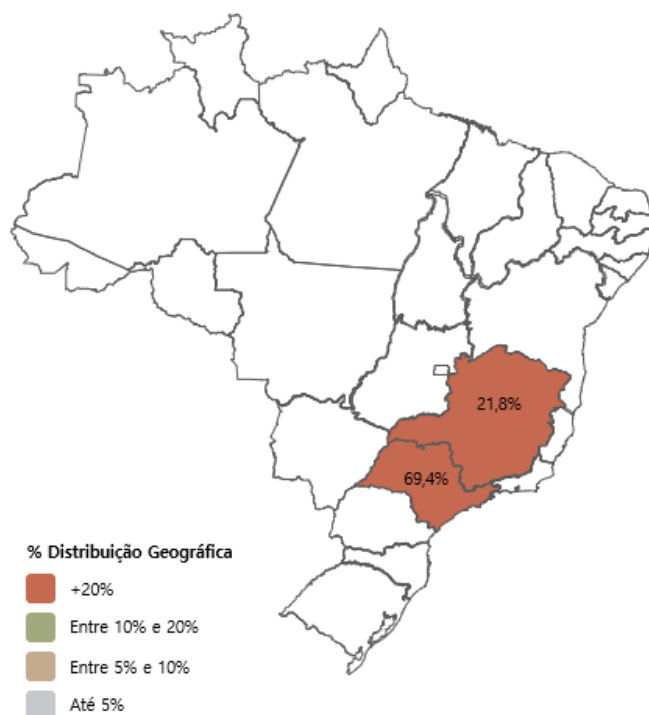 21,8%
69,4%
% Distribuição Geográfica
+20%
Entre 10% e 20%
Entre 5% e 10%
Até 5%